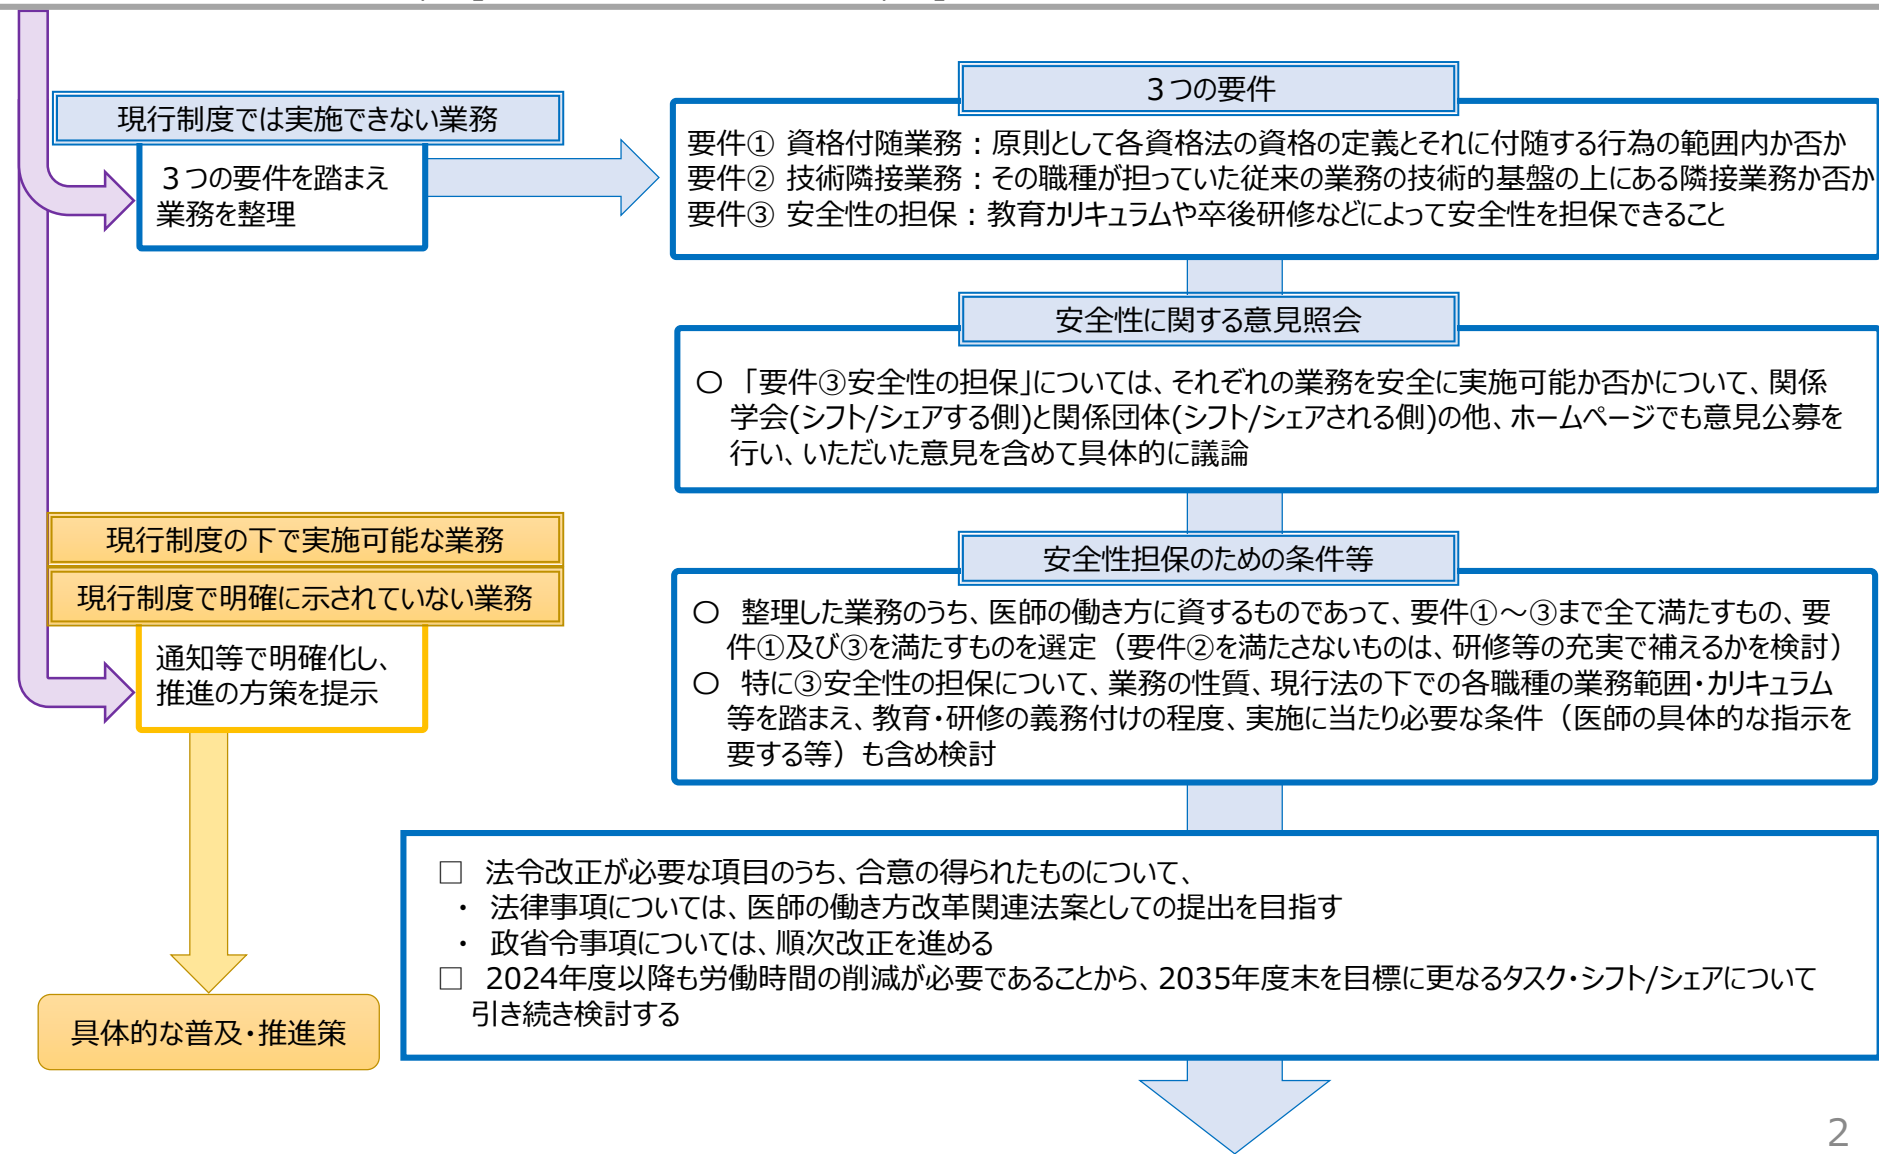 現行制度では実施できない業務
３つの要件を踏まえ
業務を整理
３つの要件
要件① 資格付随業務：原則として各資格法の資格の定義とそれに付随する行為の範囲内か否か
要件② 技術隣接業務：その職種が担っていた従来の業務の技術的基盤の上にある隣接業務か否か
要件③ 安全性の担保：教育カリキュラムや卒後研修などによって安全性を担保できること
安全性に関する意見照会
○ 「要件③安全性の担保」については、それぞれの業務を安全に実施可能か否かについて、関係
学会(シフト/シェアする側)と関係団体(シフト/シェアされる側)の他、ホームページでも意見公募を
行い、いただいた意見を含めて具体的に議論
現行制度の下で実施可能な業務
現行制度で明確に示されていない業務
通知等で明確化し、
推進の方策を提示
安全性担保のための条件等
○ 整理した業務のうち、医師の働き方に資するものであって、要件①～③まで全て満たすもの、要
件①及び③を満たすものを選定（要件②を満たさないものは、研修等の充実で補えるかを検討）
○ 特に③安全性の担保について、業務の性質、現行法の下での各職種の業務範囲・カリキュラム
等を踏まえ、教育・研修の義務付けの程度、実施に当たり必要な条件（医師の具体的な指示を
要する等）も含め検討
□ 法令改正が必要な項目のうち、合意の得られたものについて、
・ 法律事項については、医師の働き方改革関連法案としての提出を目指す
・ 政省令事項については、順次改正を進める
□ 2024年度以降も労働時間の削減が必要であることから、2035年度末を目標に更なるタスク・シフト/シェアについて
引き続き検討する
具体的な普及・推進策
2